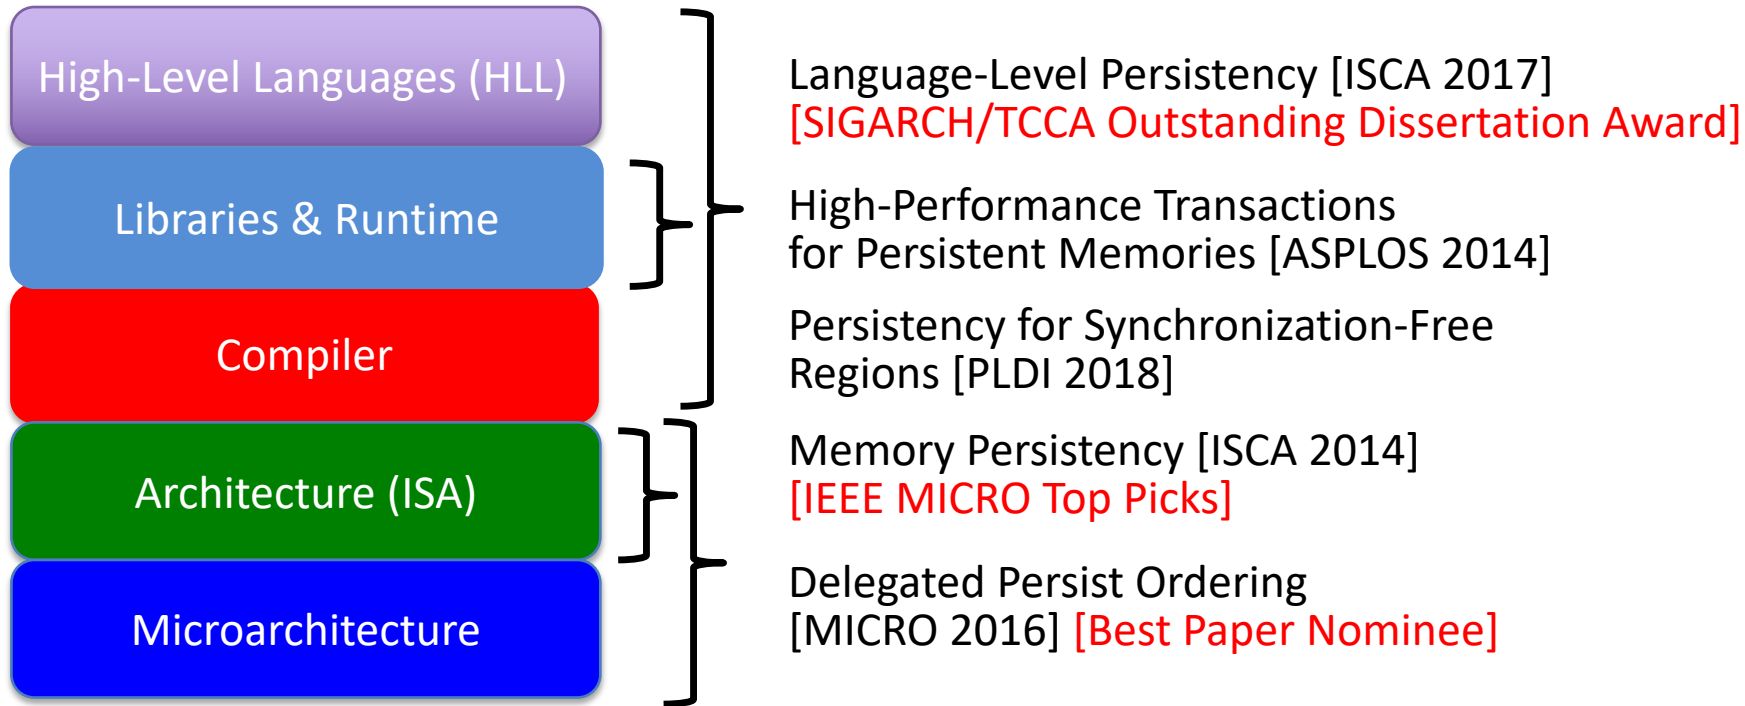 High-Level Languages (HLL)
Libraries & Runtime
Compiler
Architecture (ISA)
Microarchitecture
Language-Level Persistency [ISCA 2017]
[SIGARCH/TCCA Outstanding Dissertation Award]
High-Performance Transactions
for Persistent Memories [ASPLOS 2014]
Persistency for Synchronization-Free
Regions [PLDI 2018]
Memory Persistency [ISCA 2014]
[IEEE MICRO Top Picks]
Delegated Persist Ordering
[MICRO 2016] [Best Paper Nominee]